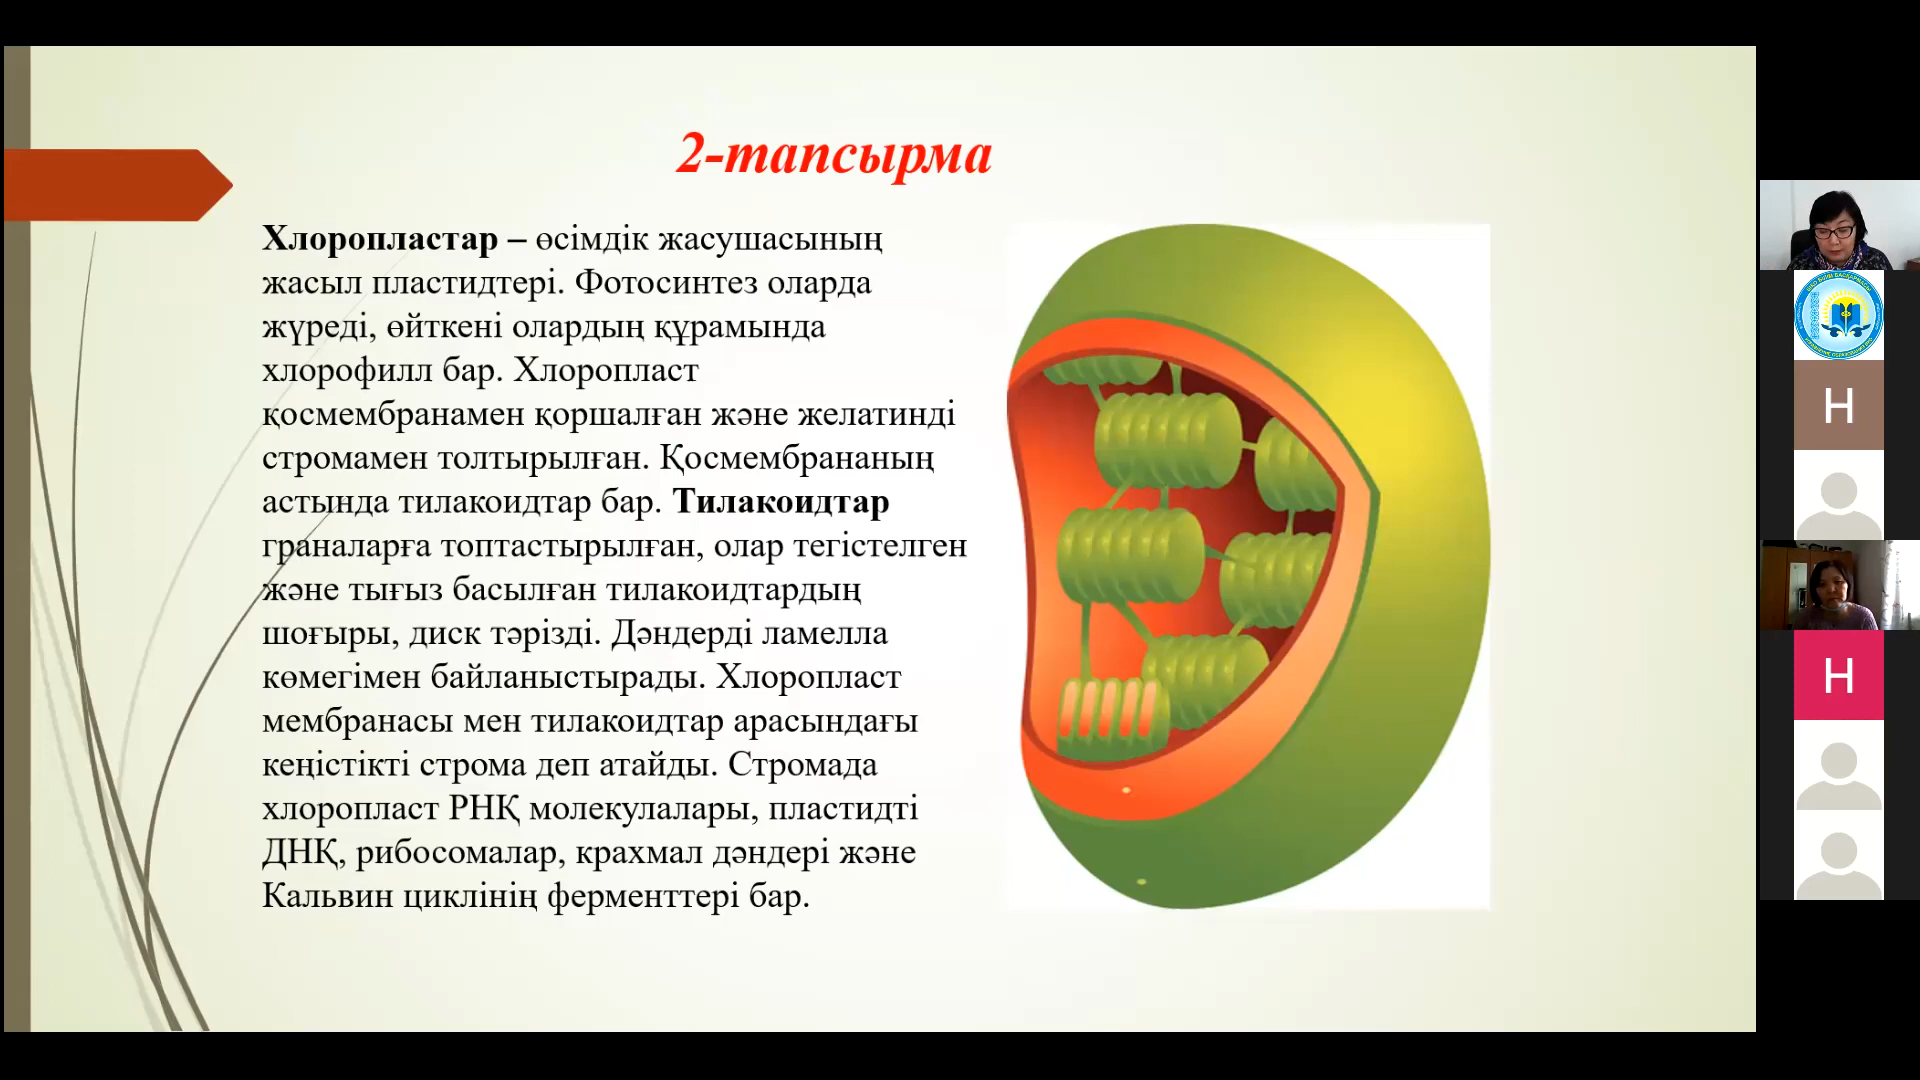 2-тапсырма
Хлоропластар – өсімдік жасушасының
жасыл пластидтері. Фотосинтез оларда
жүреді, өйткені олардың құрамында
хлорофилл бар. Хлоропласт
қосмембранамен қоршалған және желатинді
стромамен толтырылған. Қосмембрананың
астында тилакоидтар бар. Тилакоидтар
граналарға топтастырылған, олар тегістелген
және тығыз басылған тилакоидтардың
шоғыры, диск тәрізді. Дәндерді ламелла
көмегімен байланыстырады. Хлоропласт
мембранасы мен тилакоидтар арасындағы
кеңістікті строма деп атайды. Стромада
хлоропласт РНҚ молекулалары, пластидті
ДНҚ, рибосомалар, крахмал дәндері және
Кальвин циклінің ферменттері бар.
Н
Н